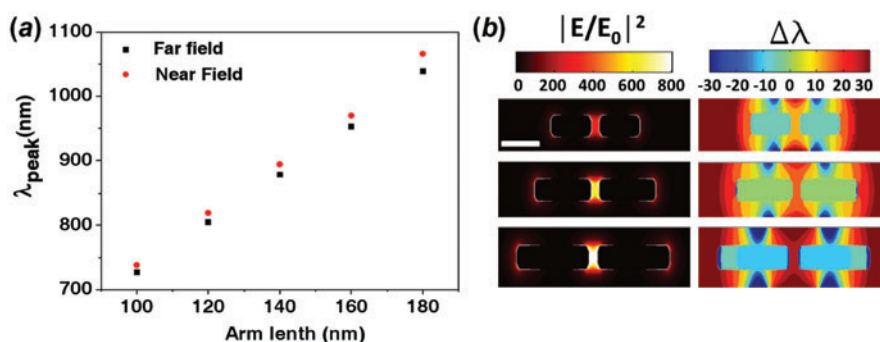 (a)
1100
1000
900
800
700
λpeak(nm)
Far field
Near Field
100 120 140 160 180
Arm lenth (nm)
(b)
|E/E₀|²
0 200 400 600 800
Δλ
-30 -20 -10 0 10 20 30